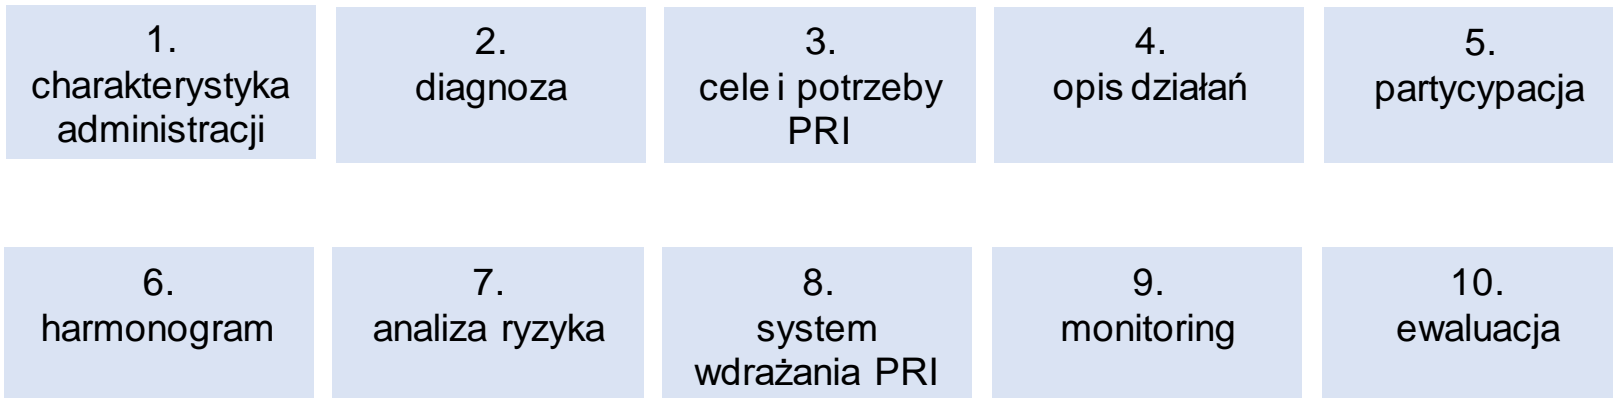 1.
charakterystyka
administracji
2.
diagnoza
3.
cele i potrzeby
PRI
4.
opis działań
5.
partycypacja
6.
harmonogram
7.
analiza ryzyka
8.
system
wdrażania PRI
9.
monitoring
10.
ewaluacja